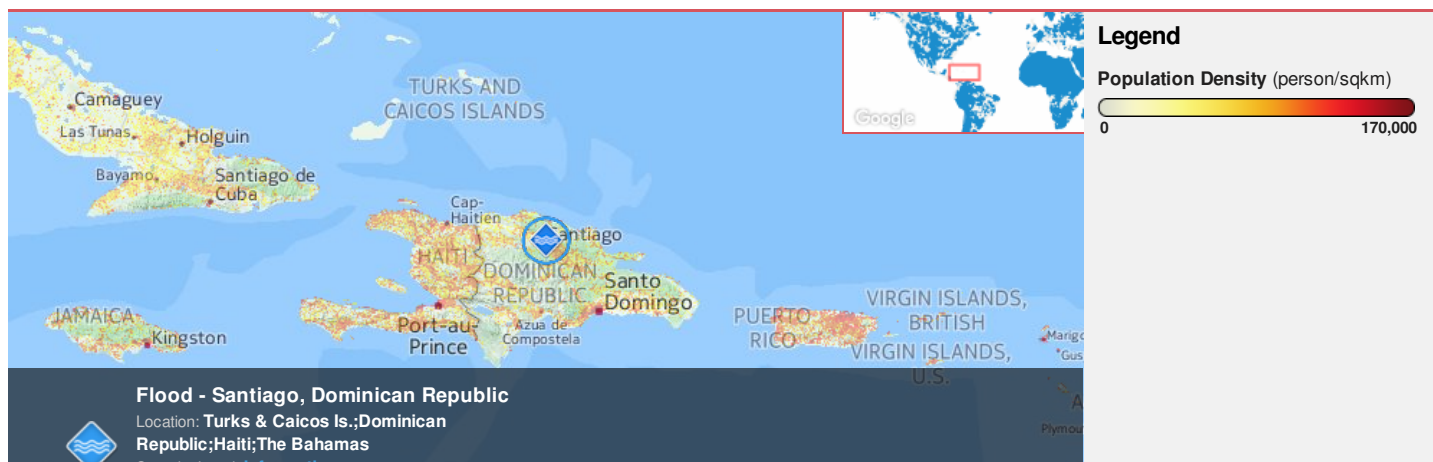 Legend
Population Density (person/sqkm)
0
170,000
Google
TURKS AND
CAICOS ISLANDS
Camaguey
Las Tunas
Holguin
Bayamo
Santiago de
Cuba
Cap-
Haitien
Santiago
HAITI
DOMINICAN
REPUBLIC
Santo
Domingo
JAMAICA
Kingston
Port-au-
Prince
Azua de
Compostela
PUERTO
RICO
VIRGIN ISLANDS,
BRITISH
VIRGIN ISLANDS,
U.S.
Flood - Santiago, Dominican Republic
Location: Turks & Caicos Is.;Dominican
Republic;Haiti;The Bahamas